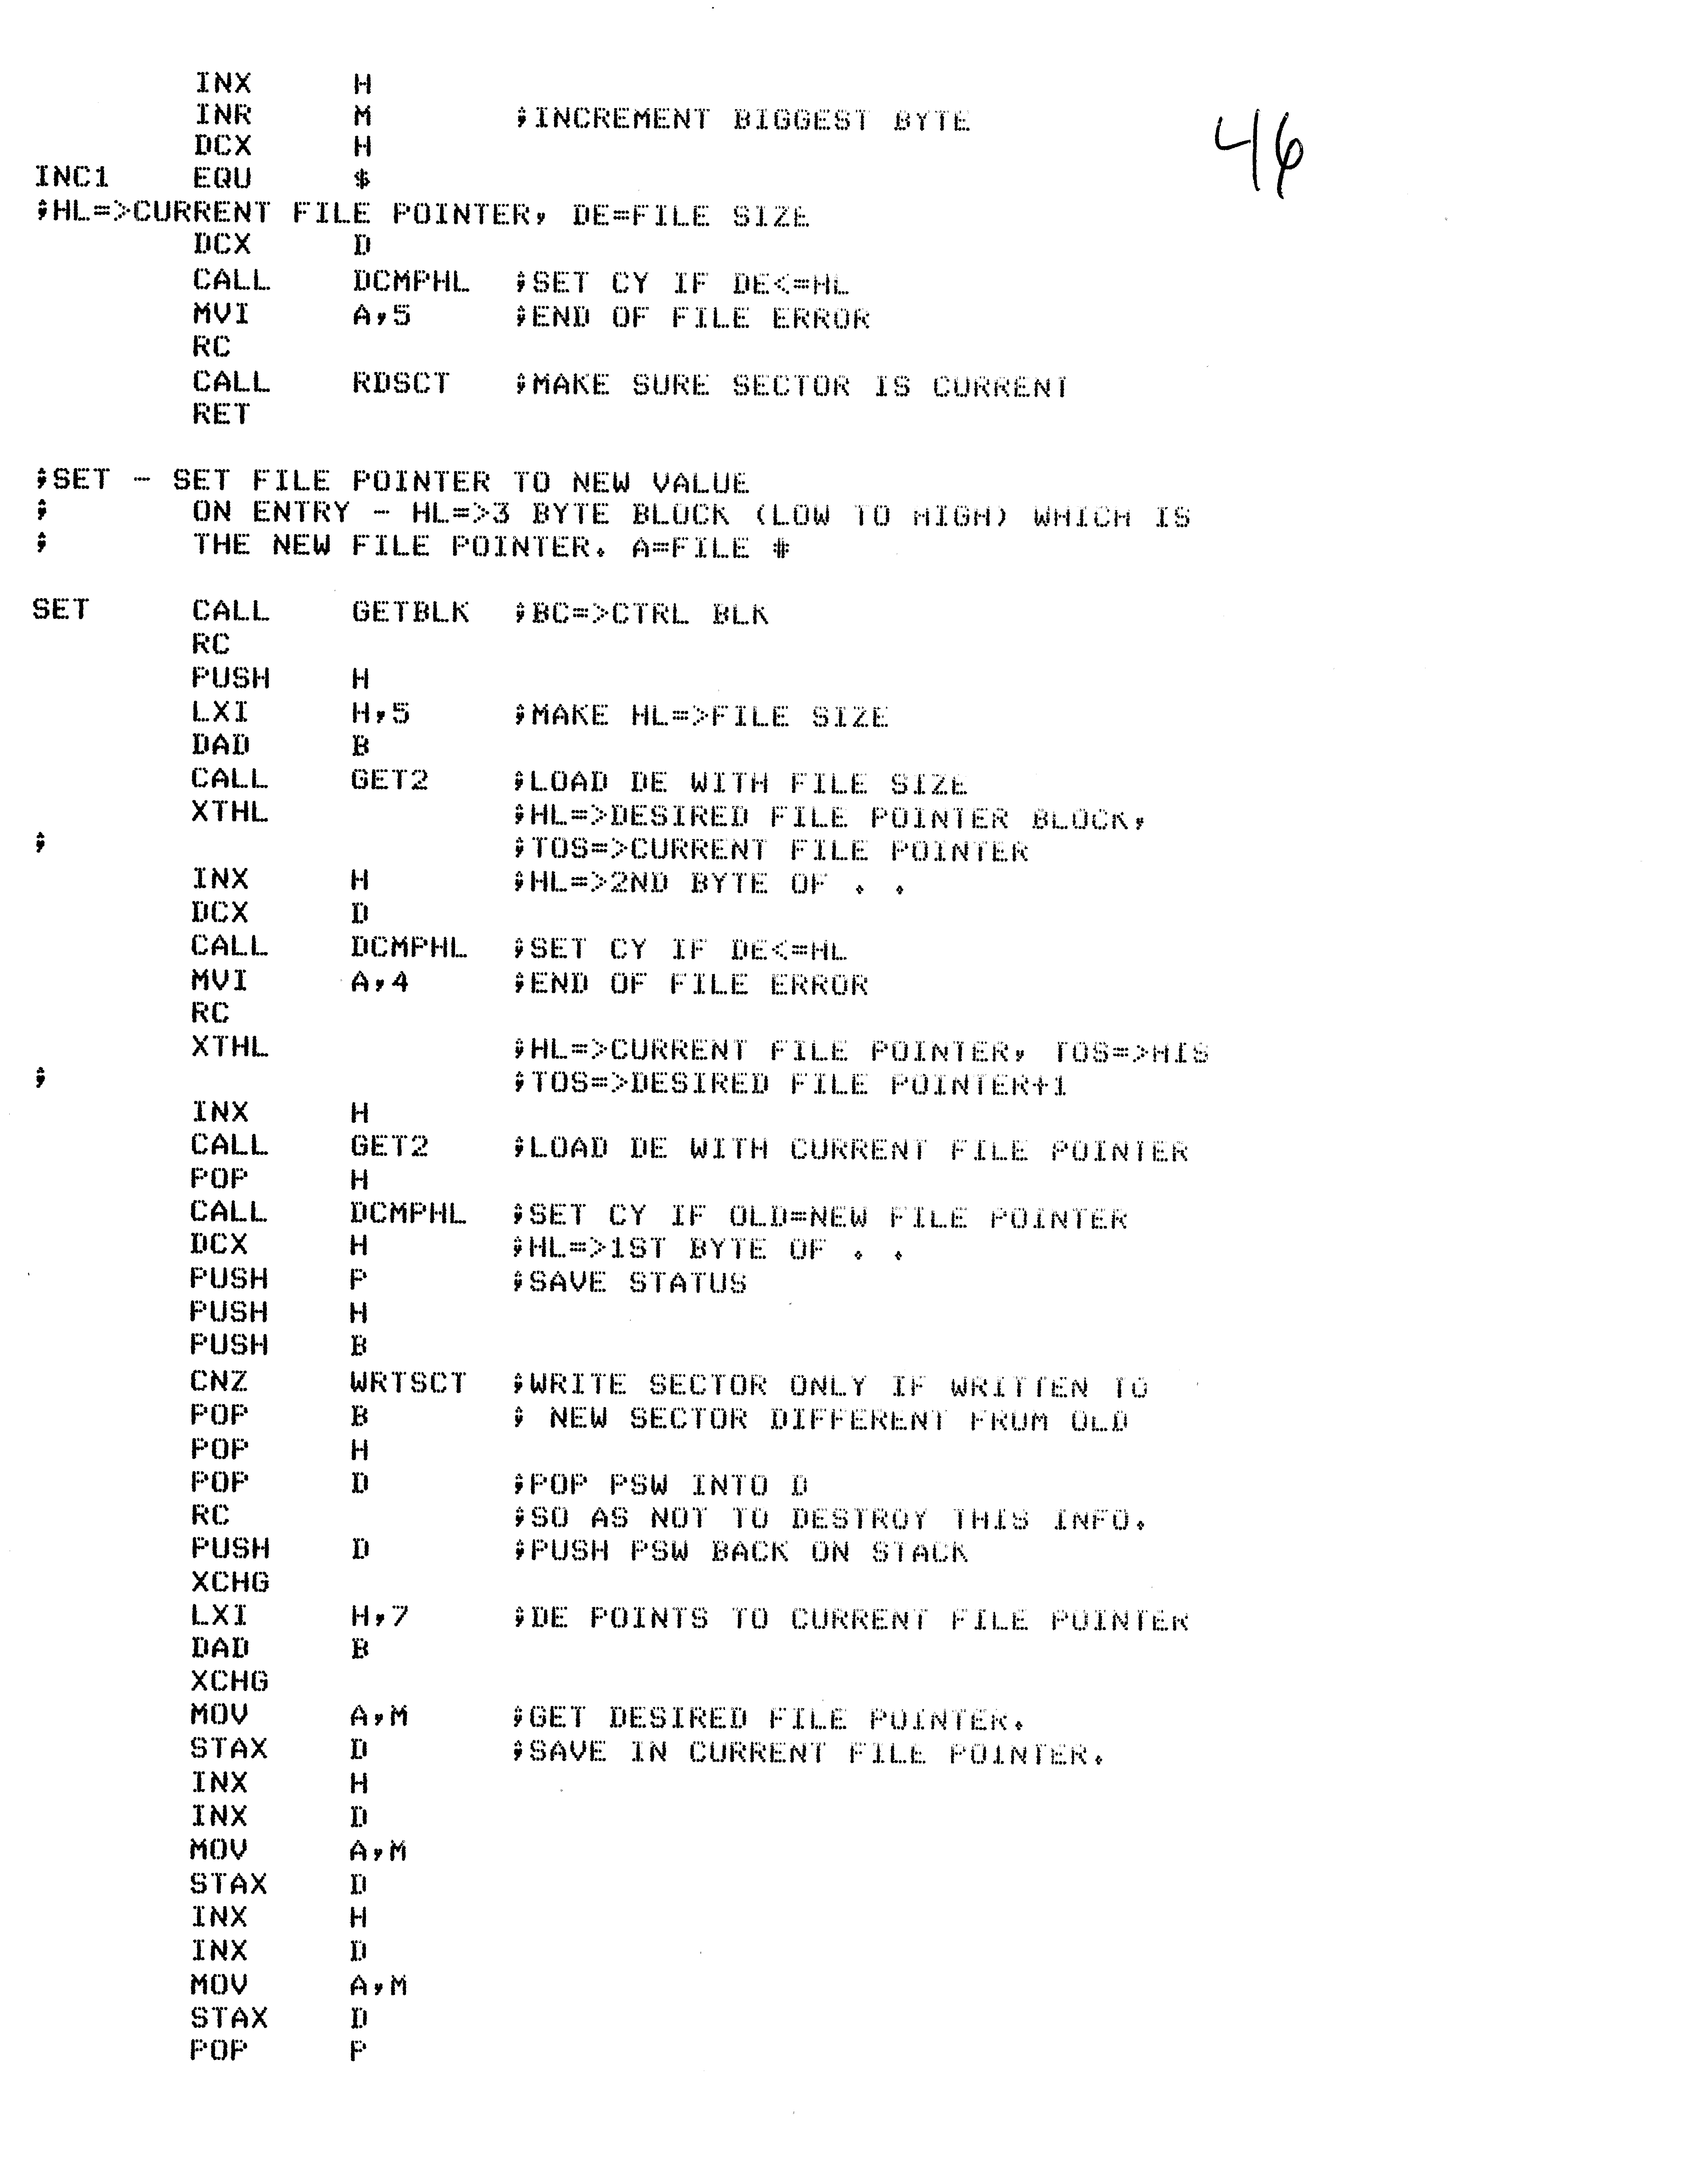 INX     H
        INR     M       ;INCREMENT BIGGEST BYTE
46
        DCX     H
INC1    EQU     $
;HL=>CURRENT FILE POINTER, DE=FILE SIZE
        DCX     D
        CALL    DCMPHL  ;SET CY IF DE<=HL
        MVI     A,5     ;END OF FILE ERROR
        RC
        CALL    RDSCT   ;MAKE SURE SECTOR IS CURRENT
        RET
;SET - SET FILE POINTER TO NEW VALUE
;       ON ENTRY - HL=>3 BYTE BLOCK (LOW TO HIGH) WHICH IS
;       THE NEW FILE POINTER. A=FILE #
SET     CALL    GETBLK  ;BC=>CTRL BLK
        RC
        PUSH    H
        LXI     H,5     ;MAKE HL=>FILE SIZE
        DAD     B
        CALL    GET2    ;LOAD DE WITH FILE SIZE
        XTHL            ;HL=>DESIRED FILE POINTER BLOCK,
;                       ;TOS=>CURRENT FILE POINTER
        INX     H       ;HL=>2ND BYTE OF . .
        DCX     D
        CALL    DCMPHL  ;SET CY IF DE<=HL
        MVI     A,4     ;END OF FILE ERROR
        RC
        XTHL            ;HL=>CURRENT FILE POINTER, TOS=>HIS
;                       ;TOS=>DESIRED FILE POINTER+1
        INX     H
        CALL    GET2    ;LOAD DE WITH CURRENT FILE POINTER
        POP     H
        CALL    DCMPHL  ;SET CY IF OLD=NEW FILE POINTER
        DCX     H       ;HL=>1ST BYTE OF . .
        PUSH    P       ;SAVE STATUS
        PUSH    H
        PUSH    B
        CNZ     WRTSCT  ;WRITE SECTOR ONLY IF WRITTEN TO
        POP     B       ; NEW SECTOR DIFFERENT FROM OLD
        POP     H
        POP     D       ;POP PSW INTO D
        RC              ;SO AS NOT TO DESTROY THIS INFO.
        PUSH    D       ;PUSH PSW BACK ON STACK
        XCHG
        LXI     H,7     ;DE POINTS TO CURRENT FILE POINTER
        DAD     B
        XCHG
        MOV     A,M     ;GET DESIRED FILE POINTER.
        STAX    D       ;SAVE IN CURRENT FILE POINTER.
        INX     H
        INX     D
        MOV     A,M
        STAX    D
        INX     H
        INX     D
        MOV     A,M
        STAX    D
        POP     P